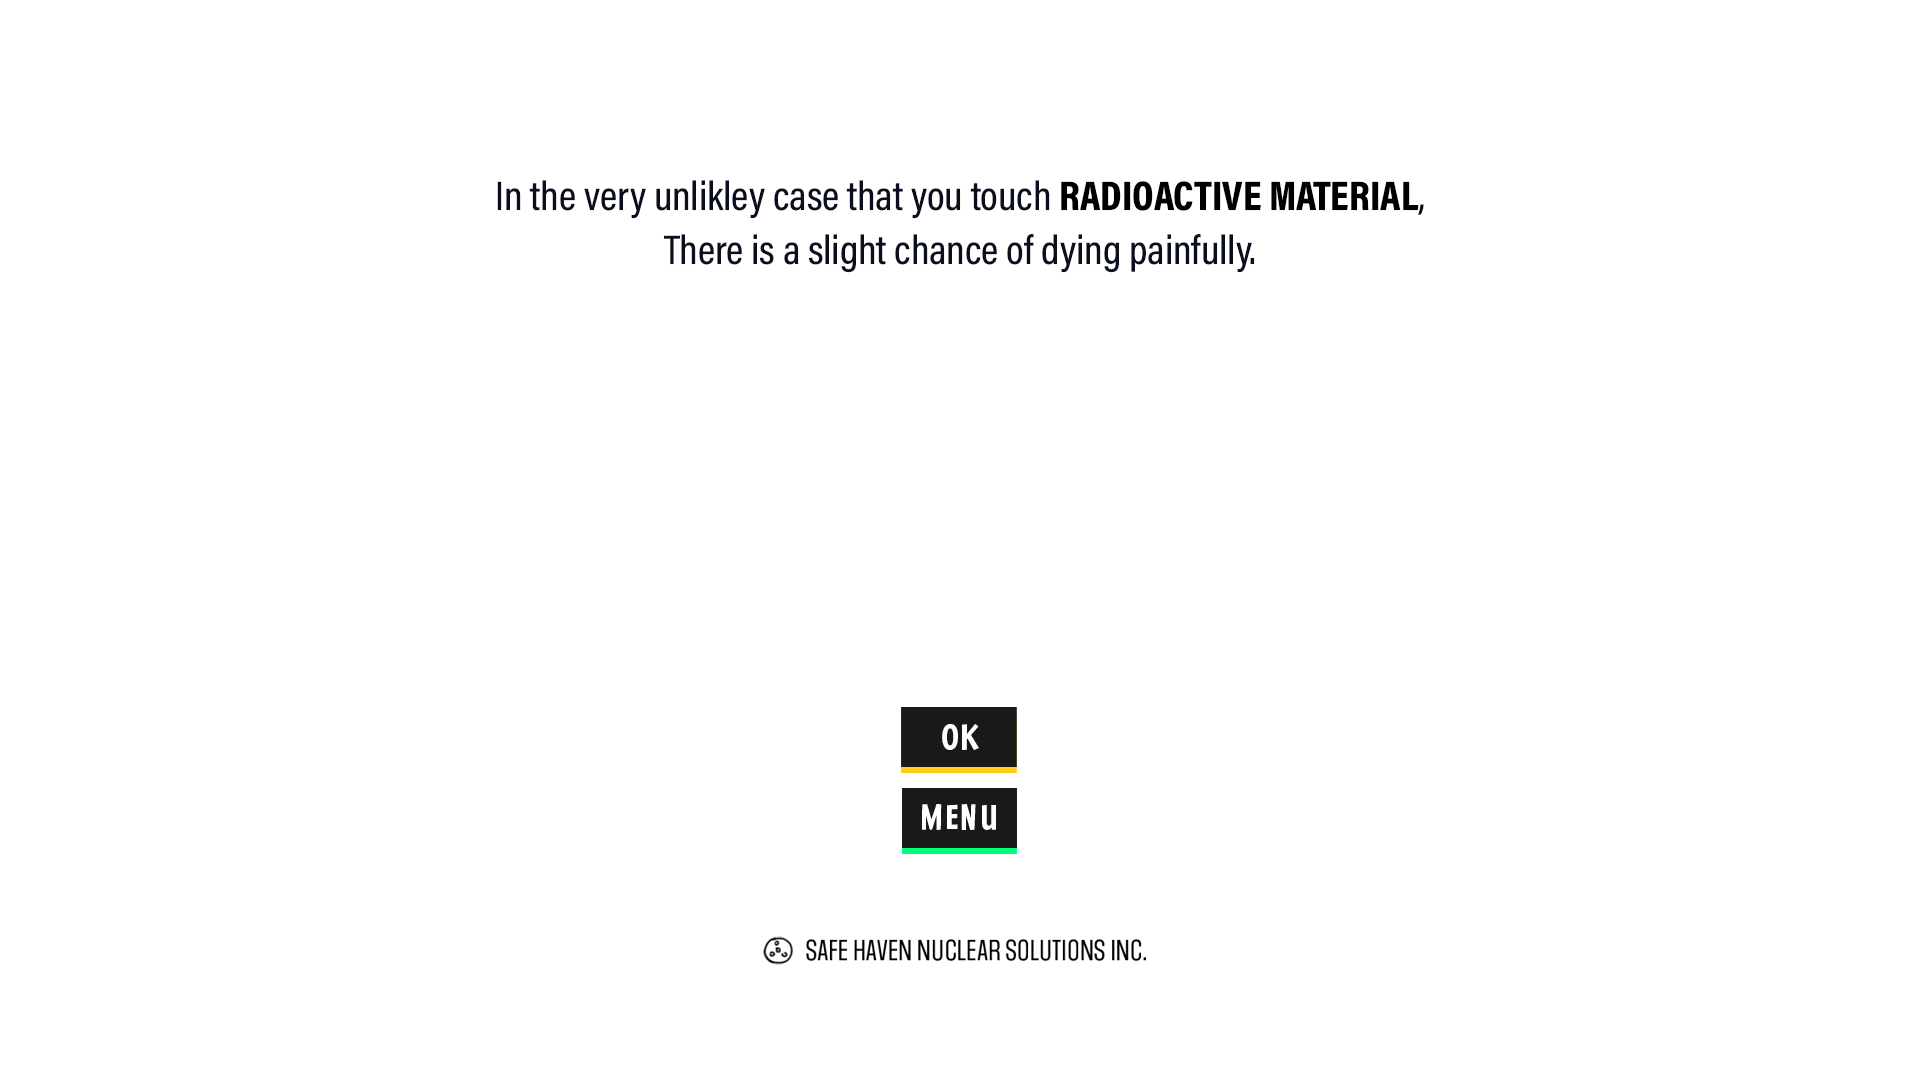 In the very unlikley case that you touch RADIOACTIVE MATERIAL,
There is a slight chance of dying painfully.
OK
MENU
SAFE HAVEN NUCLEAR SOLUTIONS INC.